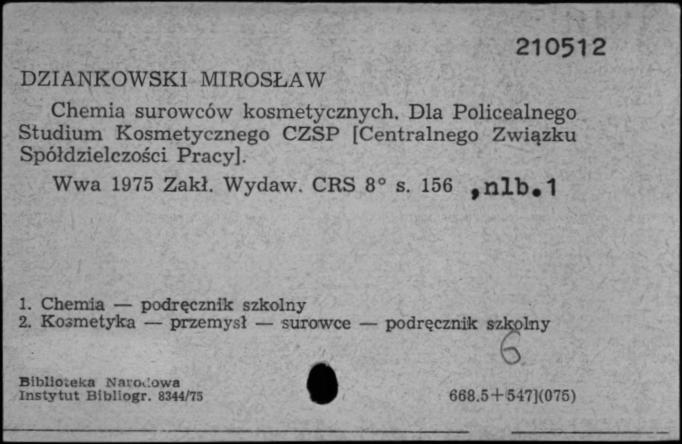 210512
DZIANKOWSKI MIROSŁAW
Chemia surowców kosmetycznych. Dla Policealnego
Studium Kosmetycznego CZSP [Centralnego Związku
Spółdzielczości Pracy].
Wwa 1975 Zakł. Wydaw. CRS 8° s. 156 ,nlb.1
1. Chemia — podręcznik szkolny
2. Kosmetyka — przemysł — surowce — podręcznik szkolny
6
Biblioteka Narodowa
Instytut Bibliogr. 8344/75
668.5+547](075)